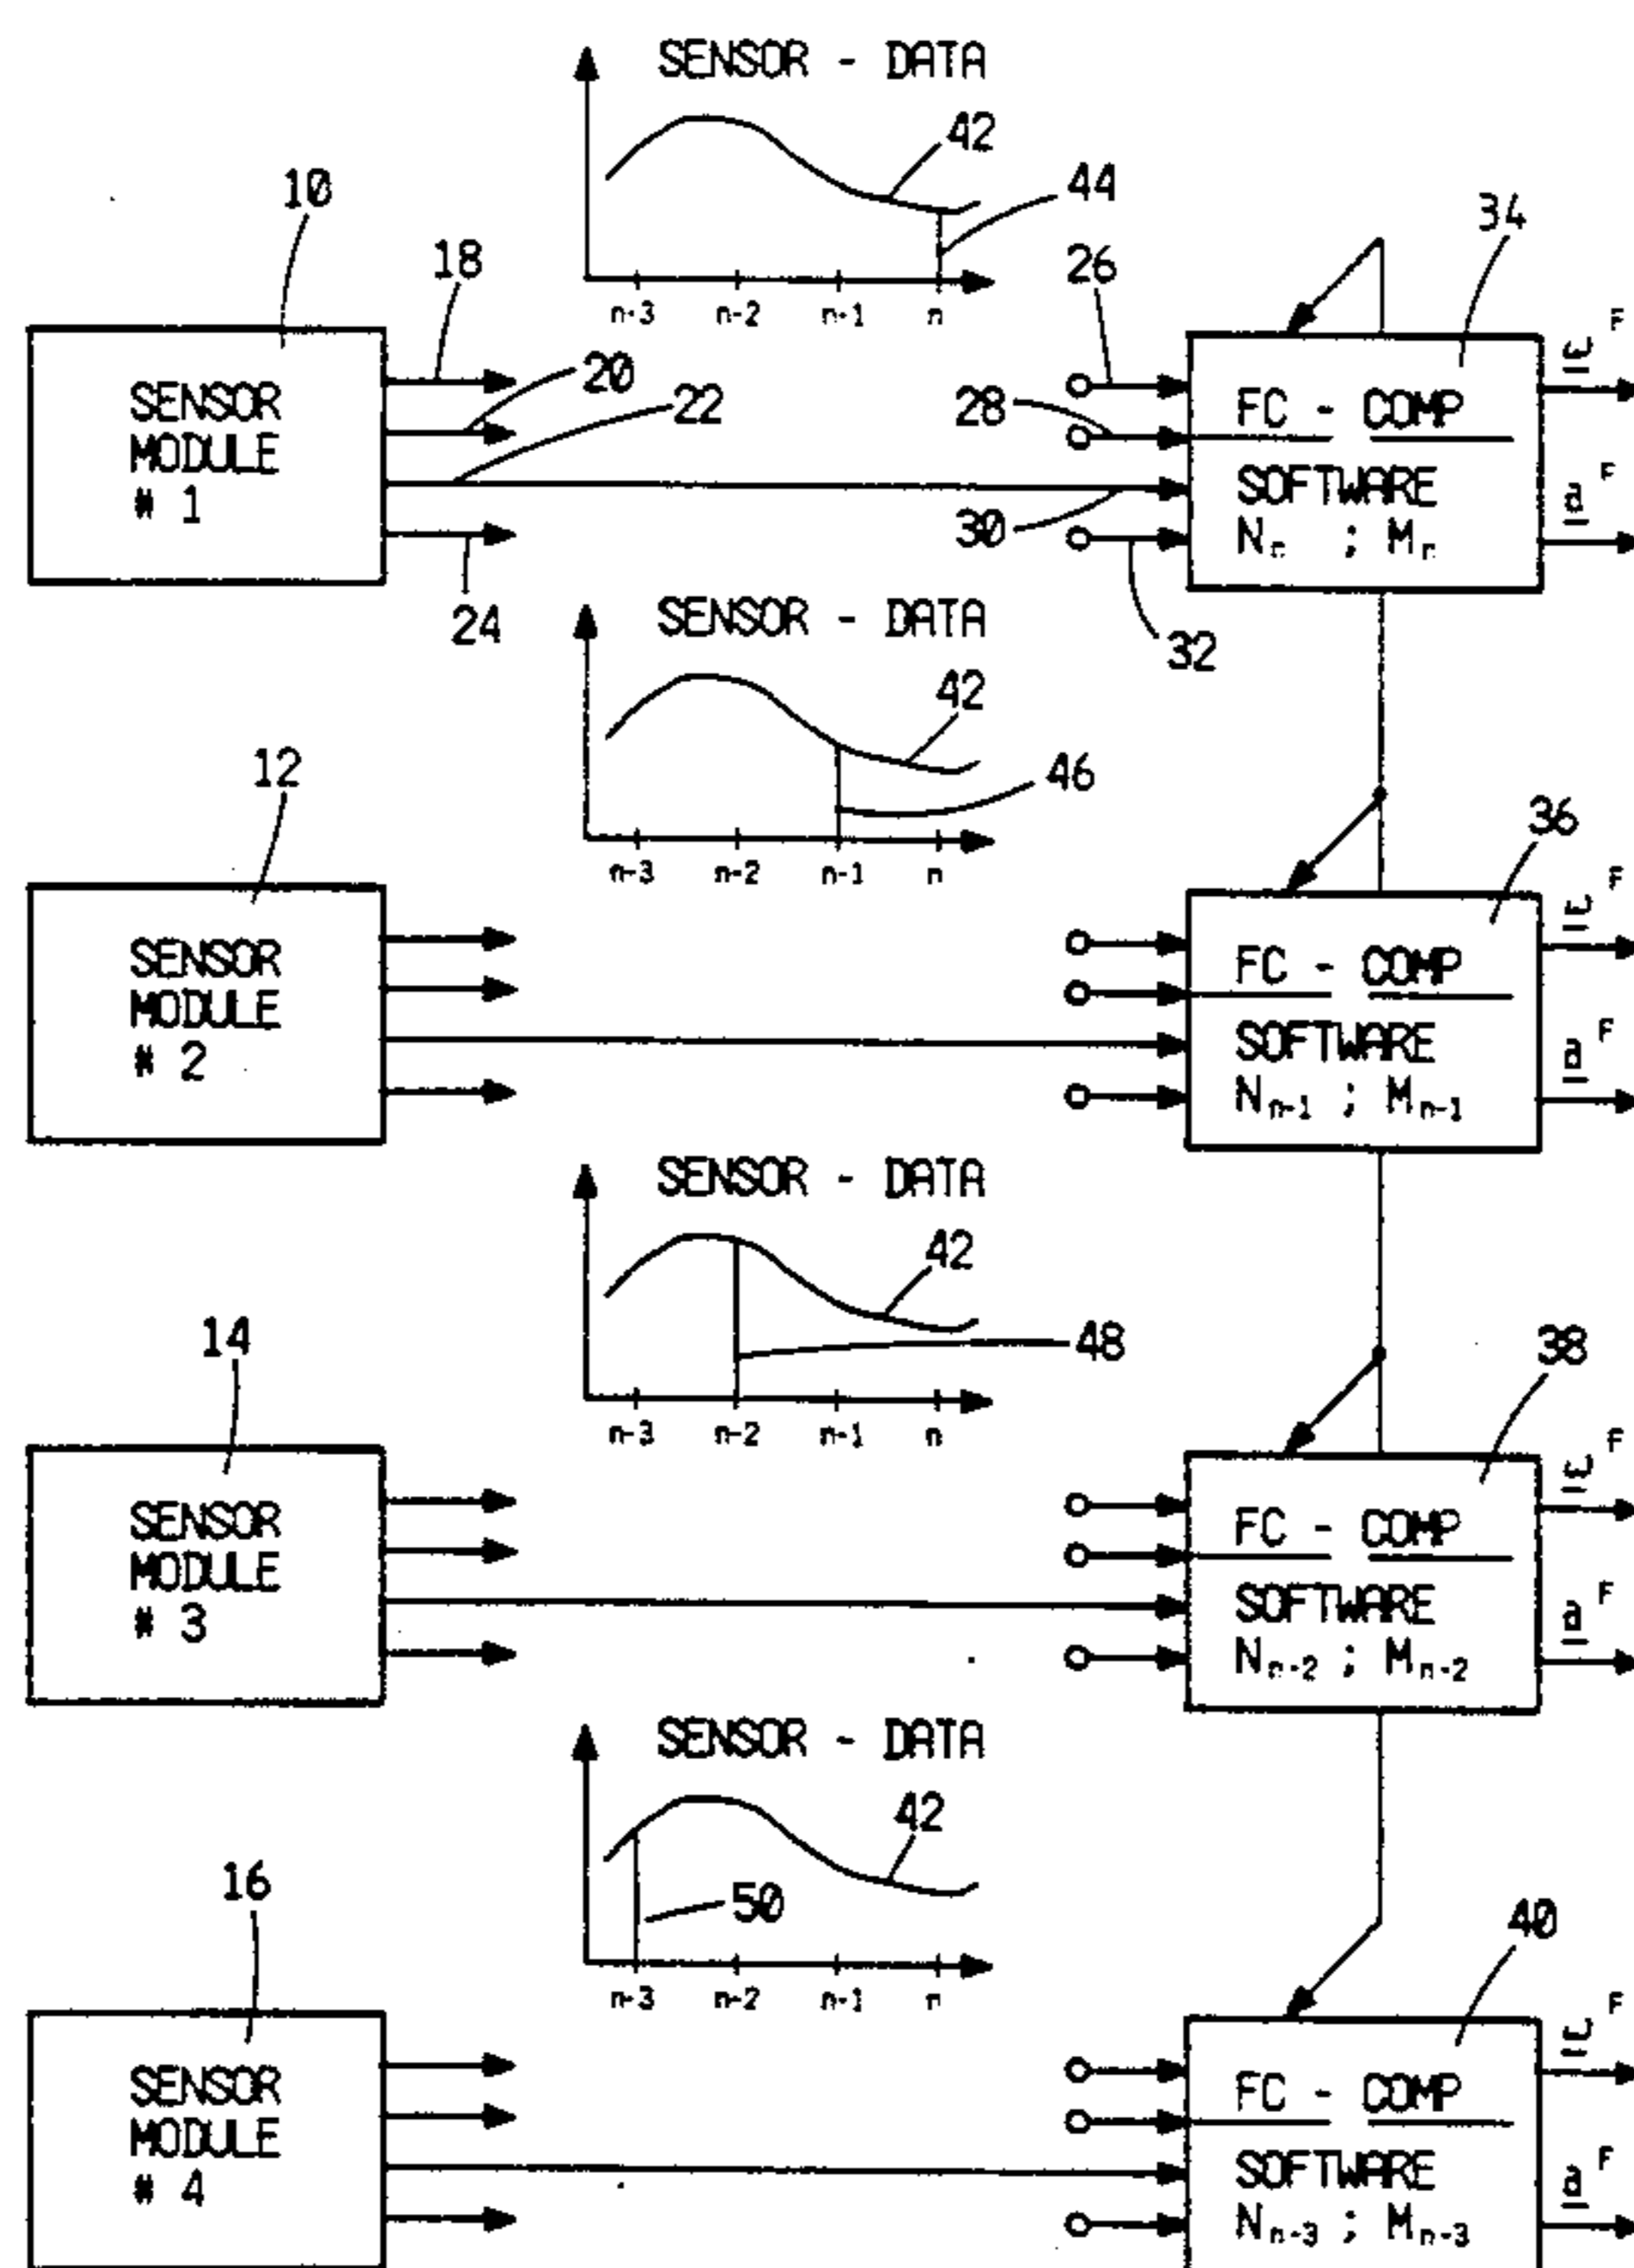 SENSOR - DATA
42
44
10
18
20
22
26
28
34
n-3 n-2 n-1 n
SENSOR
MODULE
# 1
24
30
32
FC - COMP
SOFTWARE
Nn ; Mn
ω F
a F
SENSOR - DATA
42
46
12
36
n-3 n-2 n-1 n
SENSOR
MODULE
# 2
FC - COMP
SOFTWARE
Nn-1 ; Mn-1
ω F
a F
SENSOR - DATA
42
48
14
38
n-3 n-2 n-1 n
SENSOR
MODULE
# 3
FC - COMP
SOFTWARE
Nn-2 ; Mn-2
ω F
a F
SENSOR - DATA
42
50
16
40
n-3 n-2 n-1 n
SENSOR
MODULE
# 4
FC - COMP
SOFTWARE
Nn-3 ; Mn-3
ω F
a F